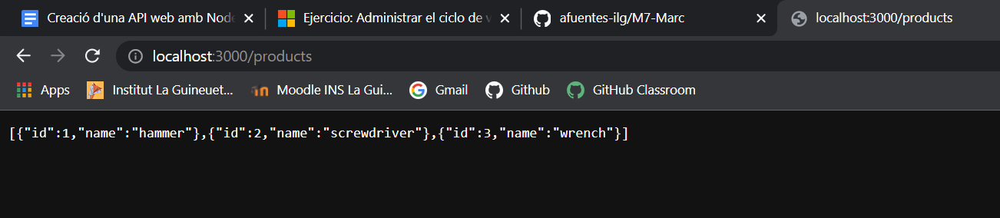 Creació d'una API web amb Node
Ejercicio: Administrar el ciclo de v
afuentes-ilg/M7-Marc
localhost:3000/products
localhost:3000/products
Apps
Institut La Guineuet...
Moodle INS La Gui...
Gmail
Github
GitHub Classroom
[{"id":1,"name":"hammer"},{"id":2,"name":"screwdriver"},{"id":3,"name":"wrench"}]